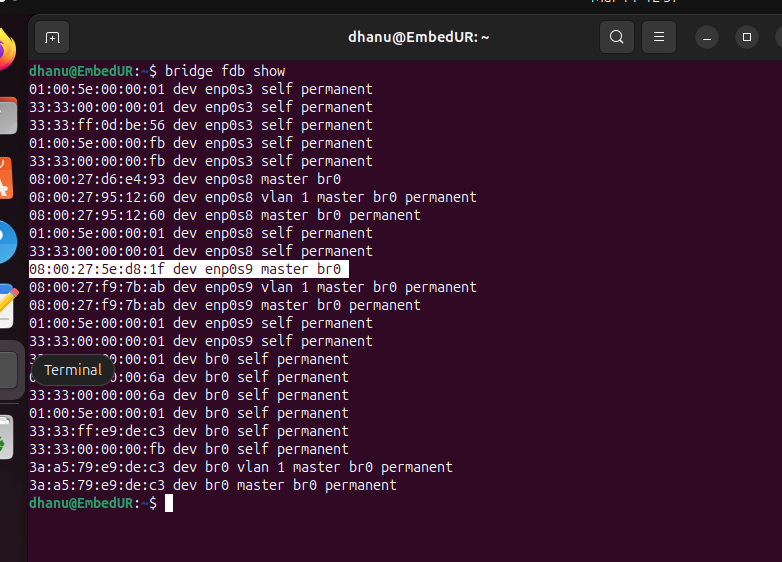 dhanu@EmbedUR: ~
dhanu@EmbedUR:~$ bridge fdb show
01:00:5e:00:00:01 dev enp0s3 self permanent
33:33:00:00:00:01 dev enp0s3 self permanent
33:33:ff:0d:be:56 dev enp0s3 self permanent
01:00:5e:00:00:fb dev enp0s3 self permanent
33:33:00:00:00:fb dev enp0s3 self permanent
08:00:27:d6:e4:93 dev enp0s8 master br0
08:00:27:95:12:60 dev enp0s8 vlan 1 master br0 permanent
08:00:27:95:12:60 dev enp0s8 master br0 permanent
01:00:5e:00:00:01 dev enp0s8 self permanent
33:33:00:00:00:01 dev enp0s8 self permanent
08:00:27:5e:d8:1f dev enp0s9 master br0
08:00:27:f9:7b:ab dev enp0s9 vlan 1 master br0 permanent
08:00:27:f9:7b:ab dev enp0s9 master br0 permanent
01:00:5e:00:00:01 dev enp0s9 self permanent
33:33:00:00:00:01 dev enp0s9 self permanent
:00:00:01 dev br0 self permanent
Terminal
:00:6a dev br0 self permanent
33:33:00:00:00:6a dev br0 self permanent
01:00:5e:00:00:01 dev br0 self permanent
33:33:ff:e9:de:c3 dev br0 self permanent
33:33:00:00:00:fb dev br0 self permanent
3a:a5:79:e9:de:c3 dev br0 vlan 1 master br0 permanent
3a:a5:79:e9:de:c3 dev br0 master br0 permanent
dhanu@EmbedUR:~$